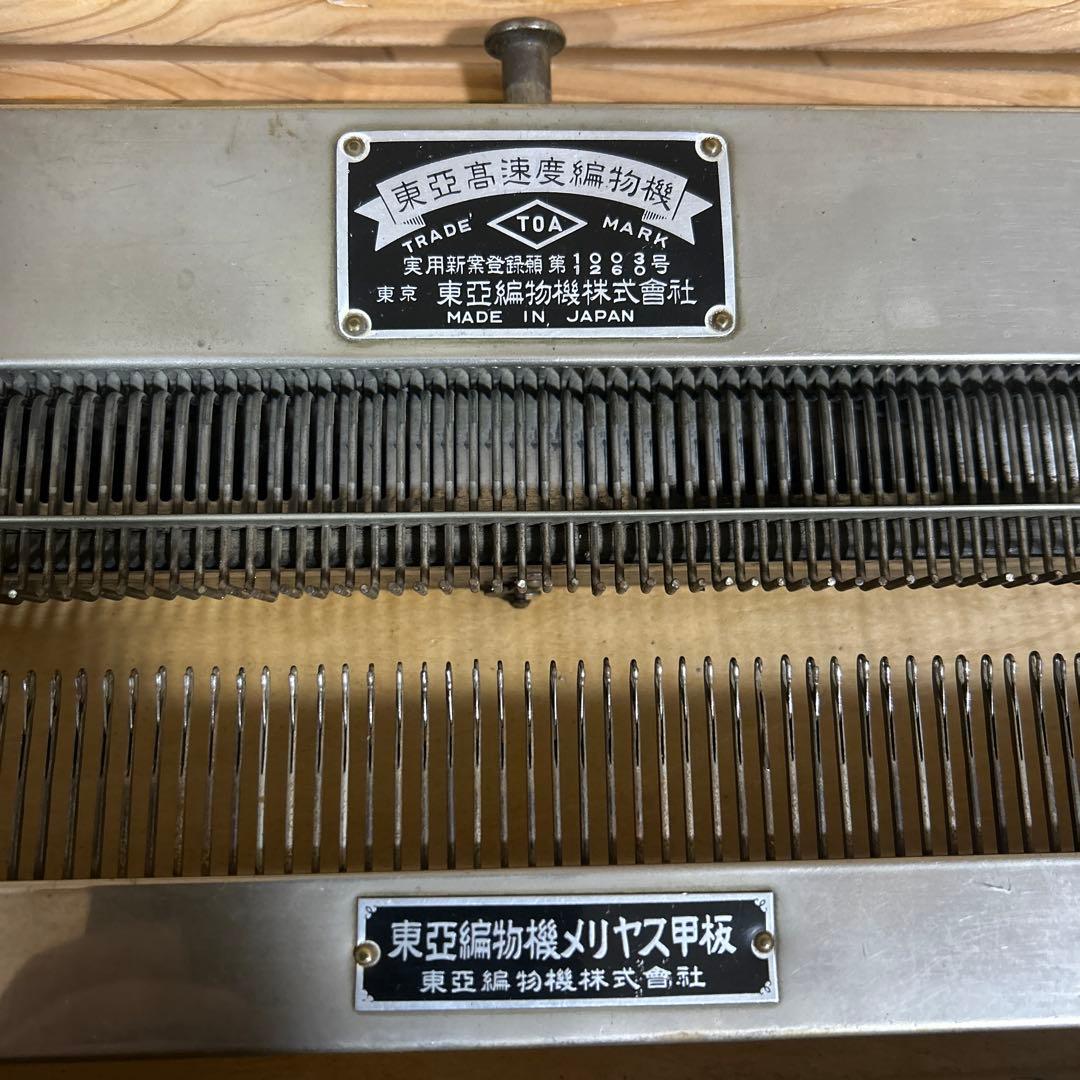 東亞高速度編物機
TRADE TOA MARK
実用新案登録願 第1003号
1260
東京 東亞編物機株式會社
MADE IN JAPAN
東亞編物機メリヤス甲板
東亞編物機株式會社